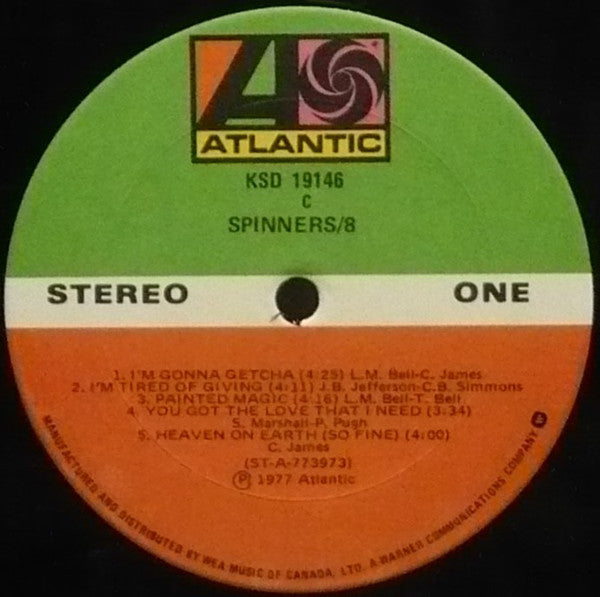 ATLANTIC
KSD 19146
C
SPINNERS/8
STEREO ONE
1. I'M GONNA GETCHA (4:25) L.M. Bell-C. James
2. I'M TIRED OF GIVING (4:11) J.B. Jefferson-C.B. Simmons
3. PAINTED MAGIC (4:16) L.M. Bell-T. Bell
4. YOU GOT THE LOVE THAT I NEED (3:34)
S. Marshall-P. Pugh
5. HEAVEN ON EARTH (SO FINE) (4:00)
C. James
(ST-A-773973)
Ⓟ 1977 Atlantic
MANUFACTURED AND DISTRIBUTED BY WEA MUSIC OF CANADA, LTD. A WARNER COMMUNICATIONS COMPANY